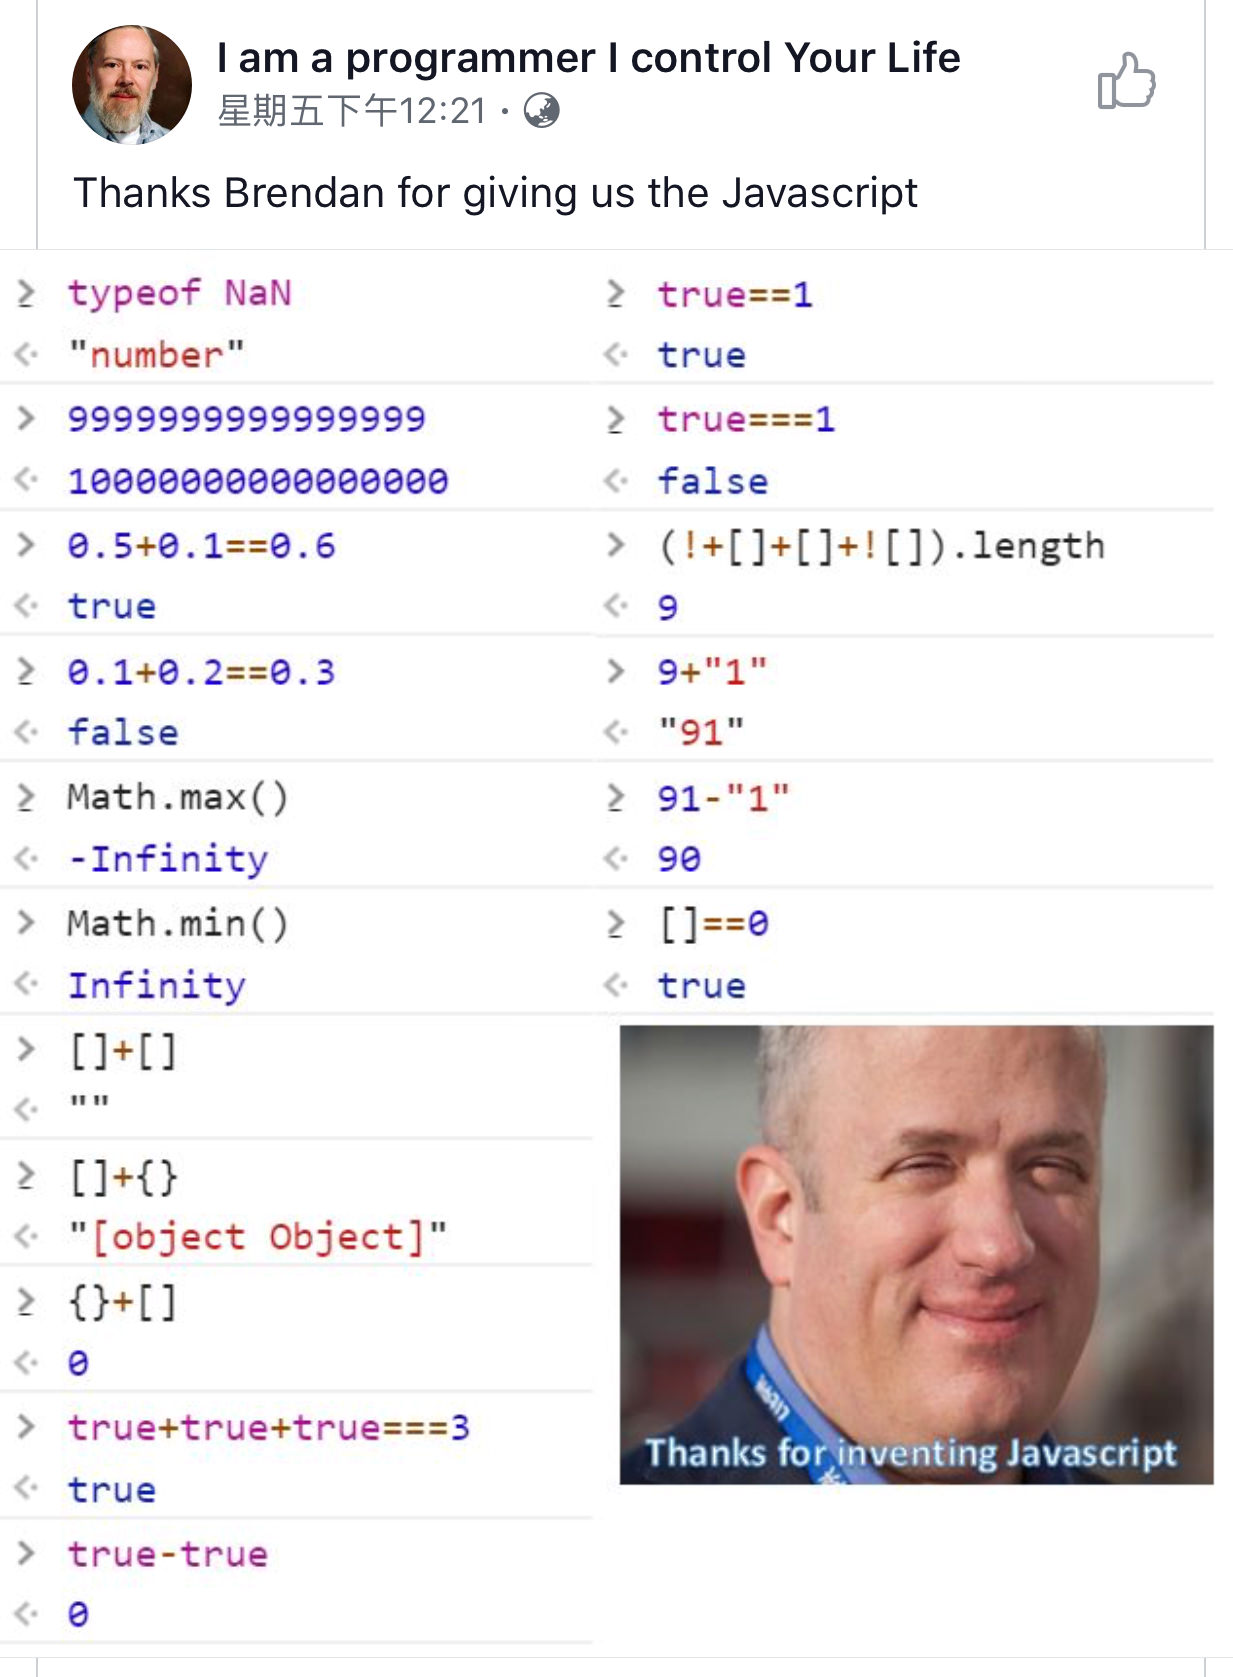 I am a programmer I control Your Life
星期五下午12:21 ·
Thanks Brendan for giving us the Javascript
> typeof NaN
<· "number"
> 9999999999999999
<· 10000000000000000
> 0.5+0.1==0.6
<· true
> 0.1+0.2==0.3
<· false
> Math.max()
<· -Infinity
> Math.min()
<· Infinity
> []+[]
<· ""
> []+{}
<· "[object Object]"
> {}+[]
<· 0
> true+true+true===3
<· true
> true-true
<· 0
> true==1
<· true
> true===1
<· false
> (!+[]+[]+![]).length
<· 9
> 9+"1"
<· "91"
> 91-"1"
<· 90
> []==0
<· true
Thanks for inventing Javascript